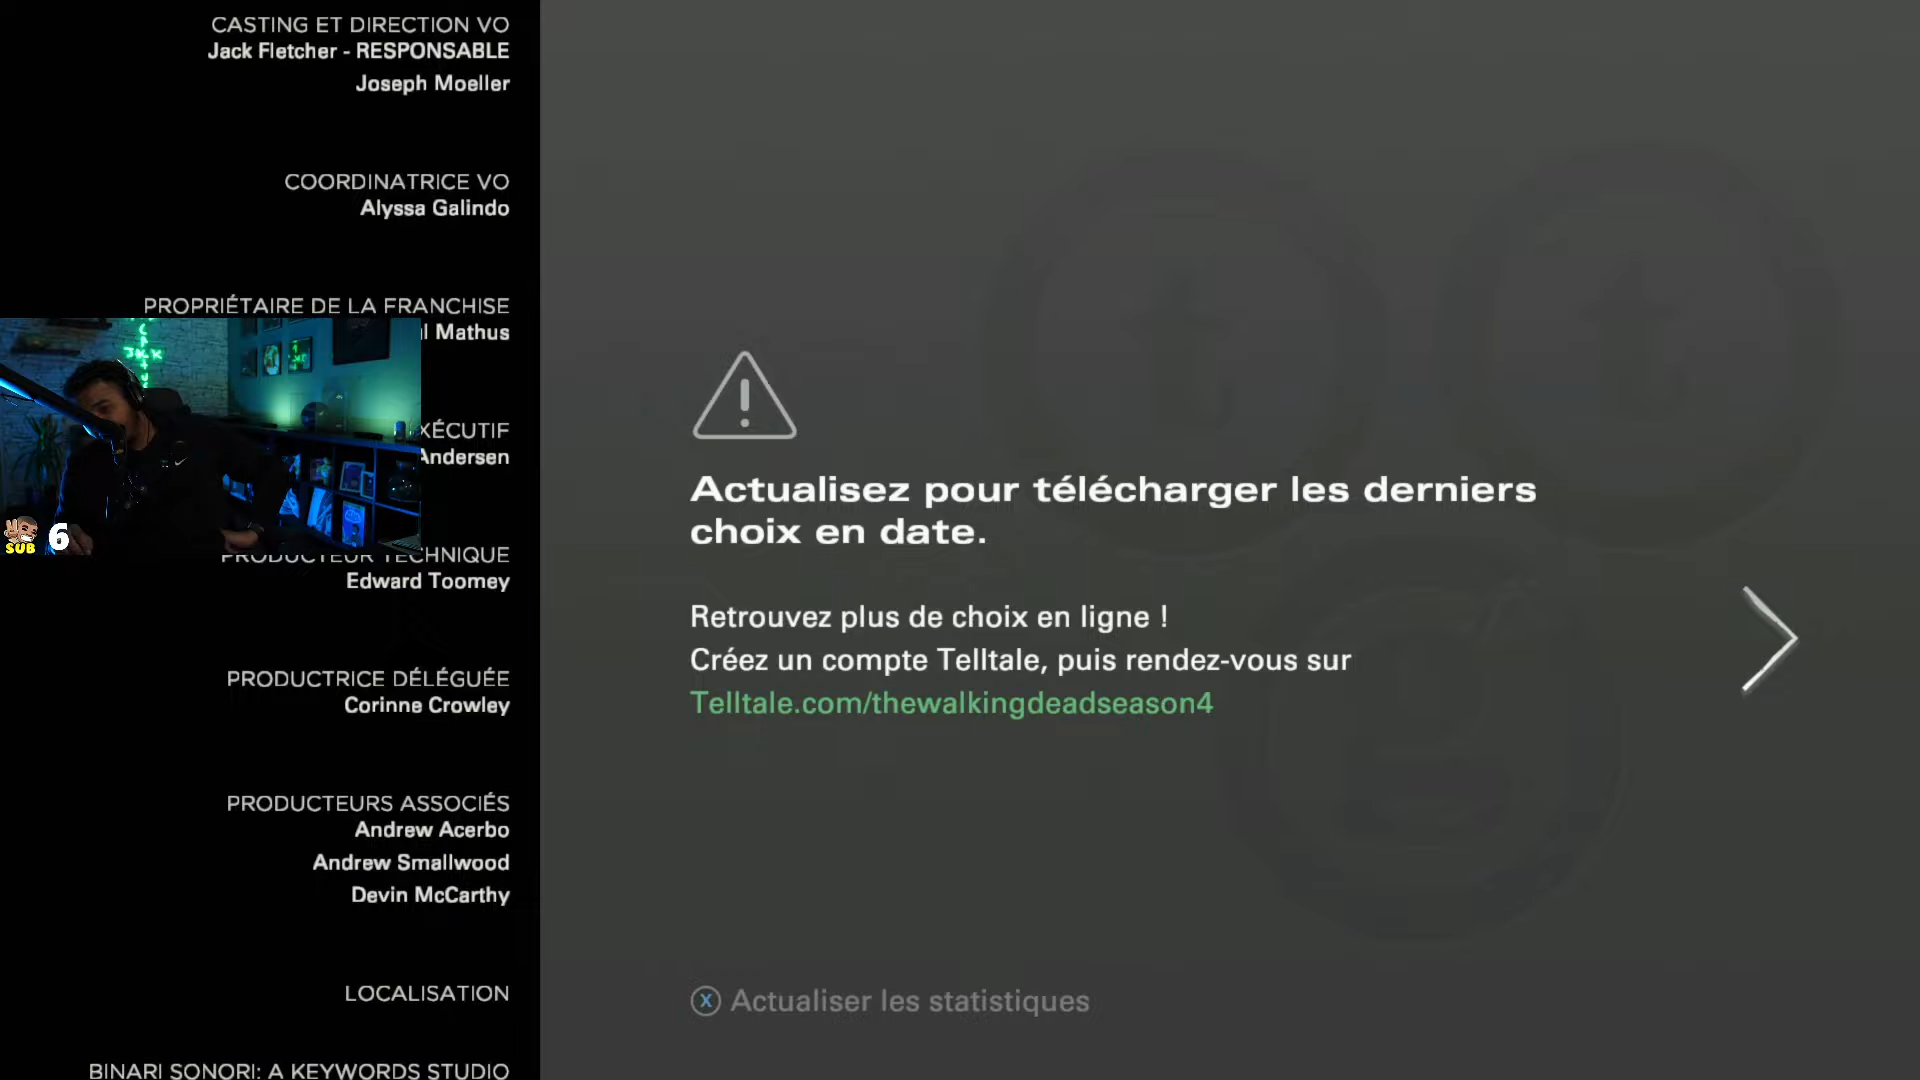 CASTING ET DIRECTION VO
Jack Fletcher - RESPONSABLE
Joseph Moeller
COORDINATRICE VO
Alyssa Galindo
PROPRIÉTAIRE DE LA FRANCHISE
Mathus
Andersen
PRODUCTEUR TECHNIQUE
Edward Toomey
PRODUCTRICE DÉLÉGUÉE
Corinne Crowley
PRODUCTEURS ASSOCIÉS
Andrew Acerbo
Andrew Smallwood
Devin McCarthy
LOCALISATION
BINARI SONORI: A KEYWORDS STUDIO
SUB 6
Actualisez pour télécharger les derniers
choix en date.
Retrouvez plus de choix en ligne !
Créez un compte Telltale, puis rendez-vous sur
Telltale.com/thewalkingdeadseason4
X Actualiser les statistiques